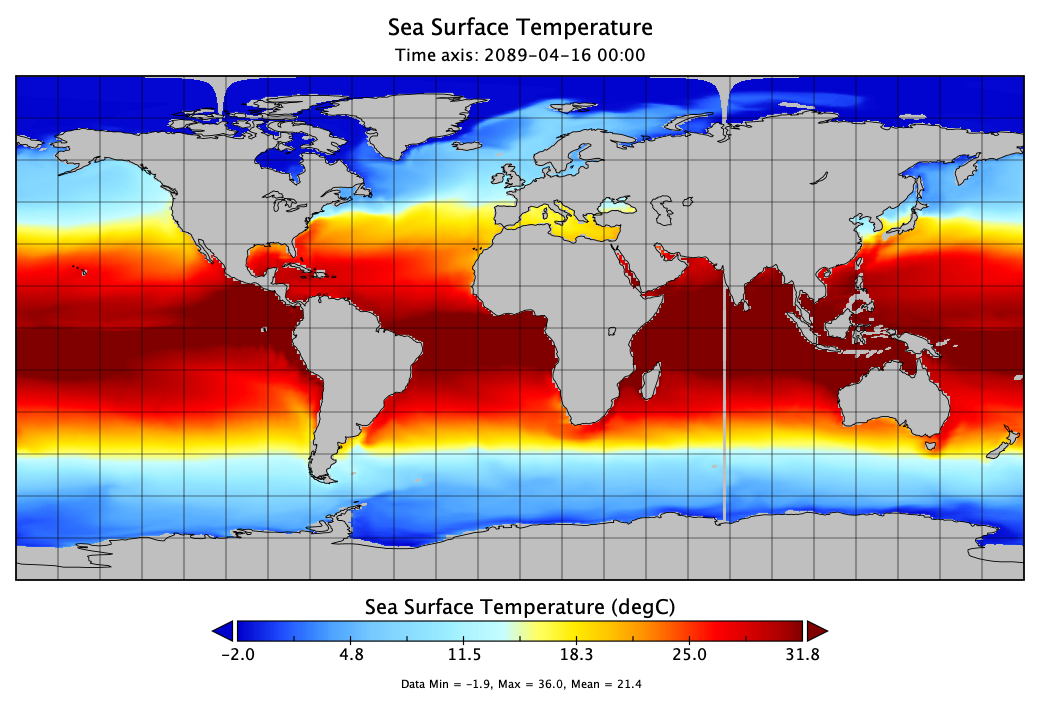 Sea Surface Temperature
Time axis: 2089-04-16 00:00
Sea Surface Temperature (degC)
-2.0 4.8 11.5 18.3 25.0 31.8
Data Min = -1.9, Max = 36.0, Mean = 21.4